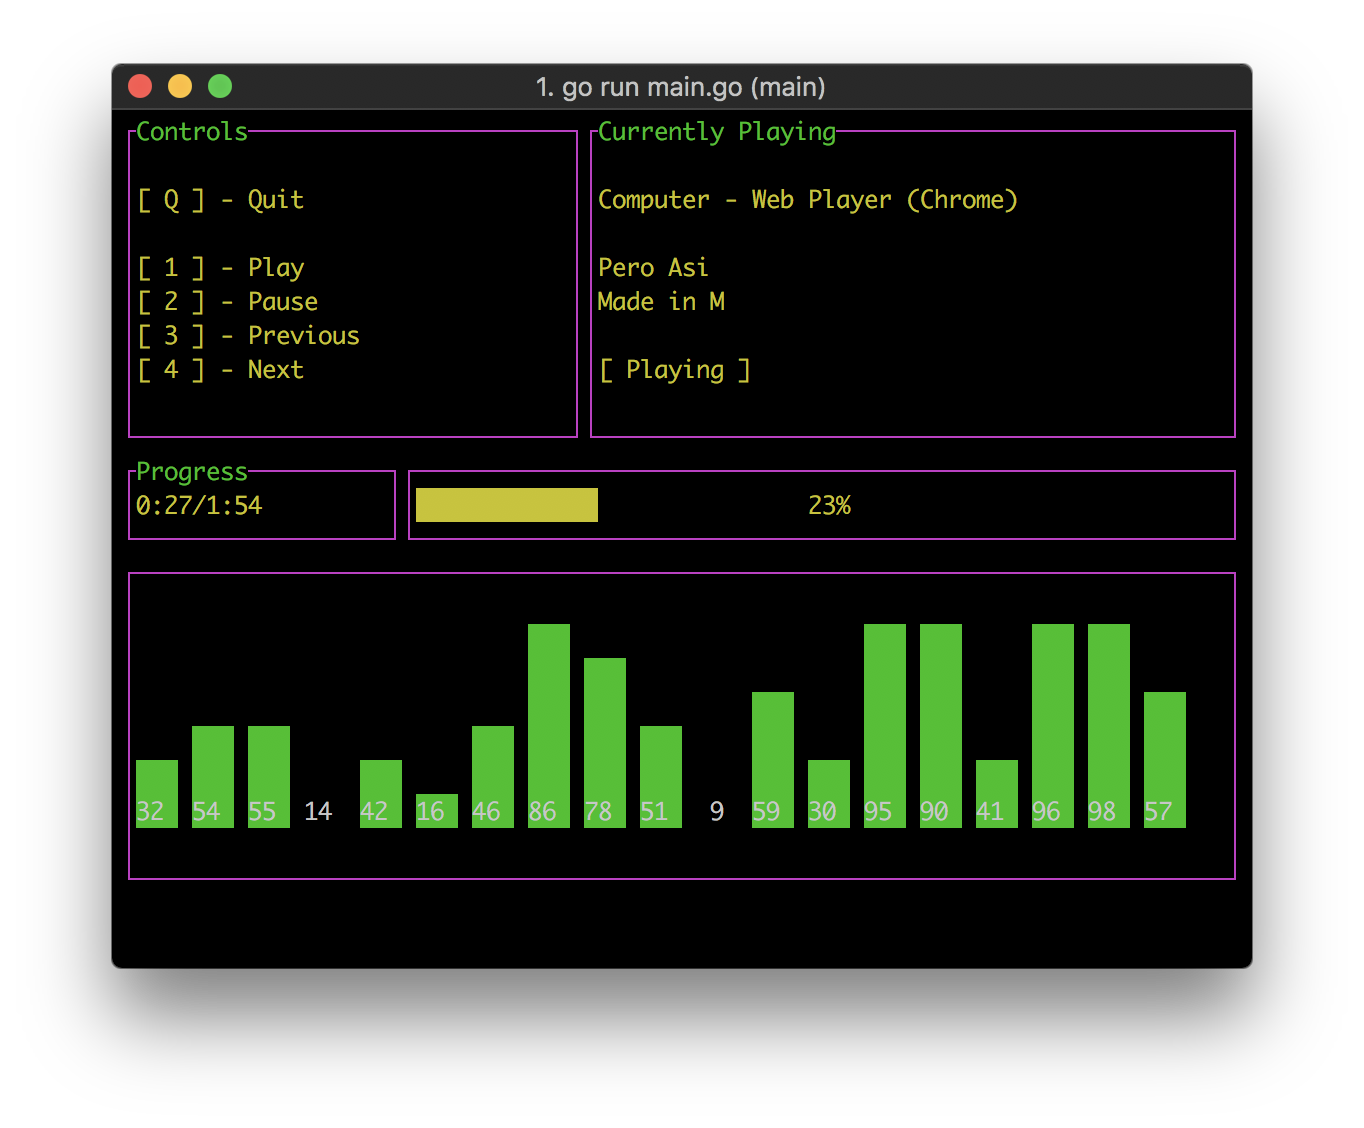 1. go run main.go (main)
Controls
[ Q ] - Quit
[ 1 ] - Play
[ 2 ] - Pause
[ 3 ] - Previous
[ 4 ] - Next
Currently Playing
Computer - Web Player (Chrome)
Pero Asi
Made in M
[ Playing ]
Progress
0:27/1:54
23%
32 54 55 14 42 16 46 86 78 51 9 59 30 95 90 41 96 98 57